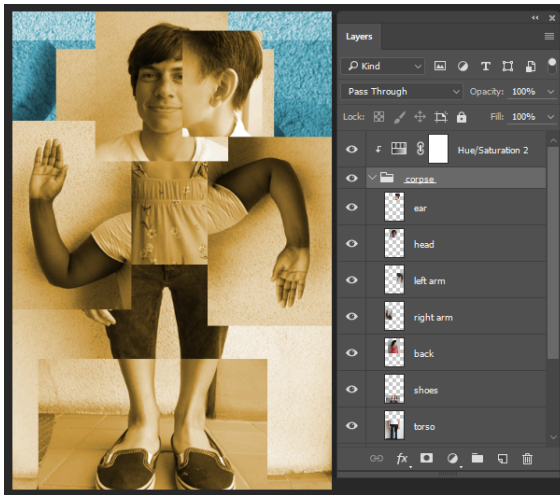 Layers
Kind
Pass Through Opacity: 100%
Lock: Fill: 100%
Hue/Saturation 2
corpse
ear
head
left arm
right arm
back
shoes
torso
fx